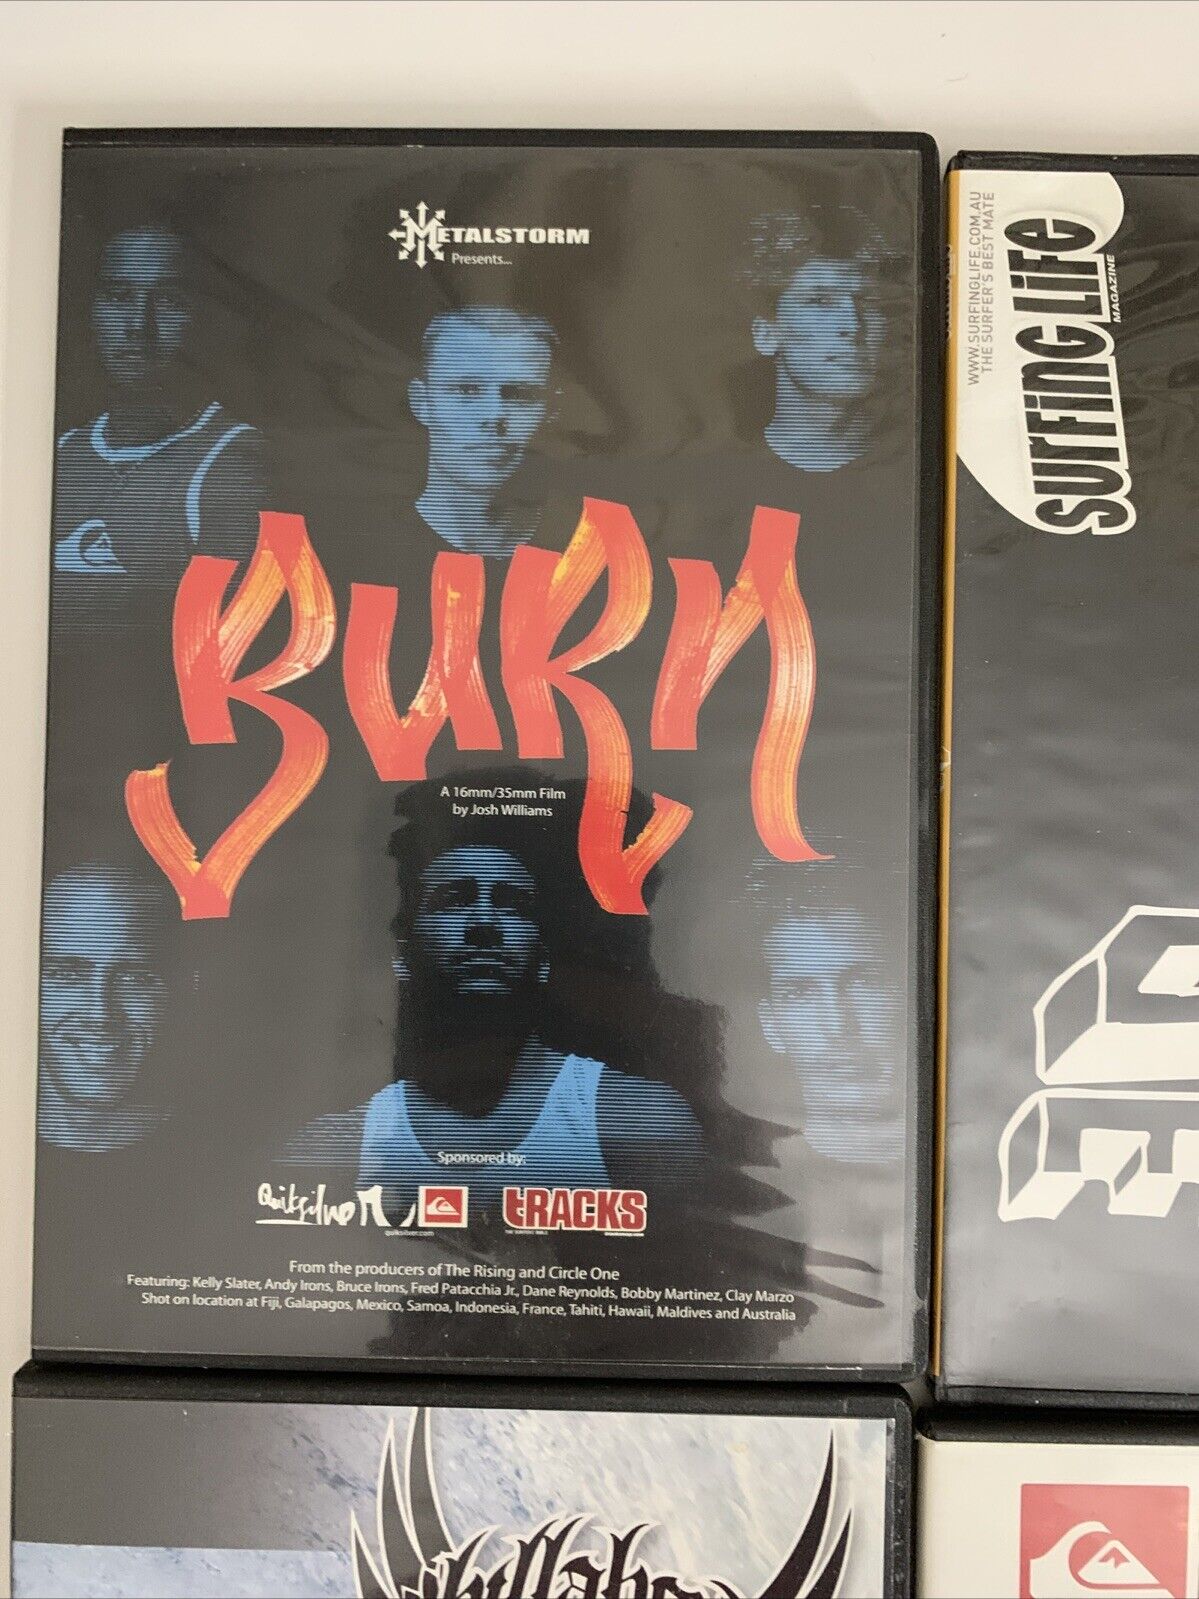 METALSTORM
Presents...
BURN
A 16mm/35mm Film
by Josh Williams
Sponsored by:
Quiksilver
quiksilver.com
tRACKS
From the producers of The Rising and Circle One
Featuring: Kelly Slater, Andy Irons, Bruce Irons, Fred Patacchia Jr., Dane Reynolds, Bobby Martinez, Clay Marzo
Shot on location at Fiji, Galapagos, Mexico, Samoa, Indonesia, France, Tahiti, Hawaii, Maldives and Australia
WWW.SURFINGLIFE.COM.AU
THE SURFER'S BEST MATE
SURFING LiFe
MAGAZINE